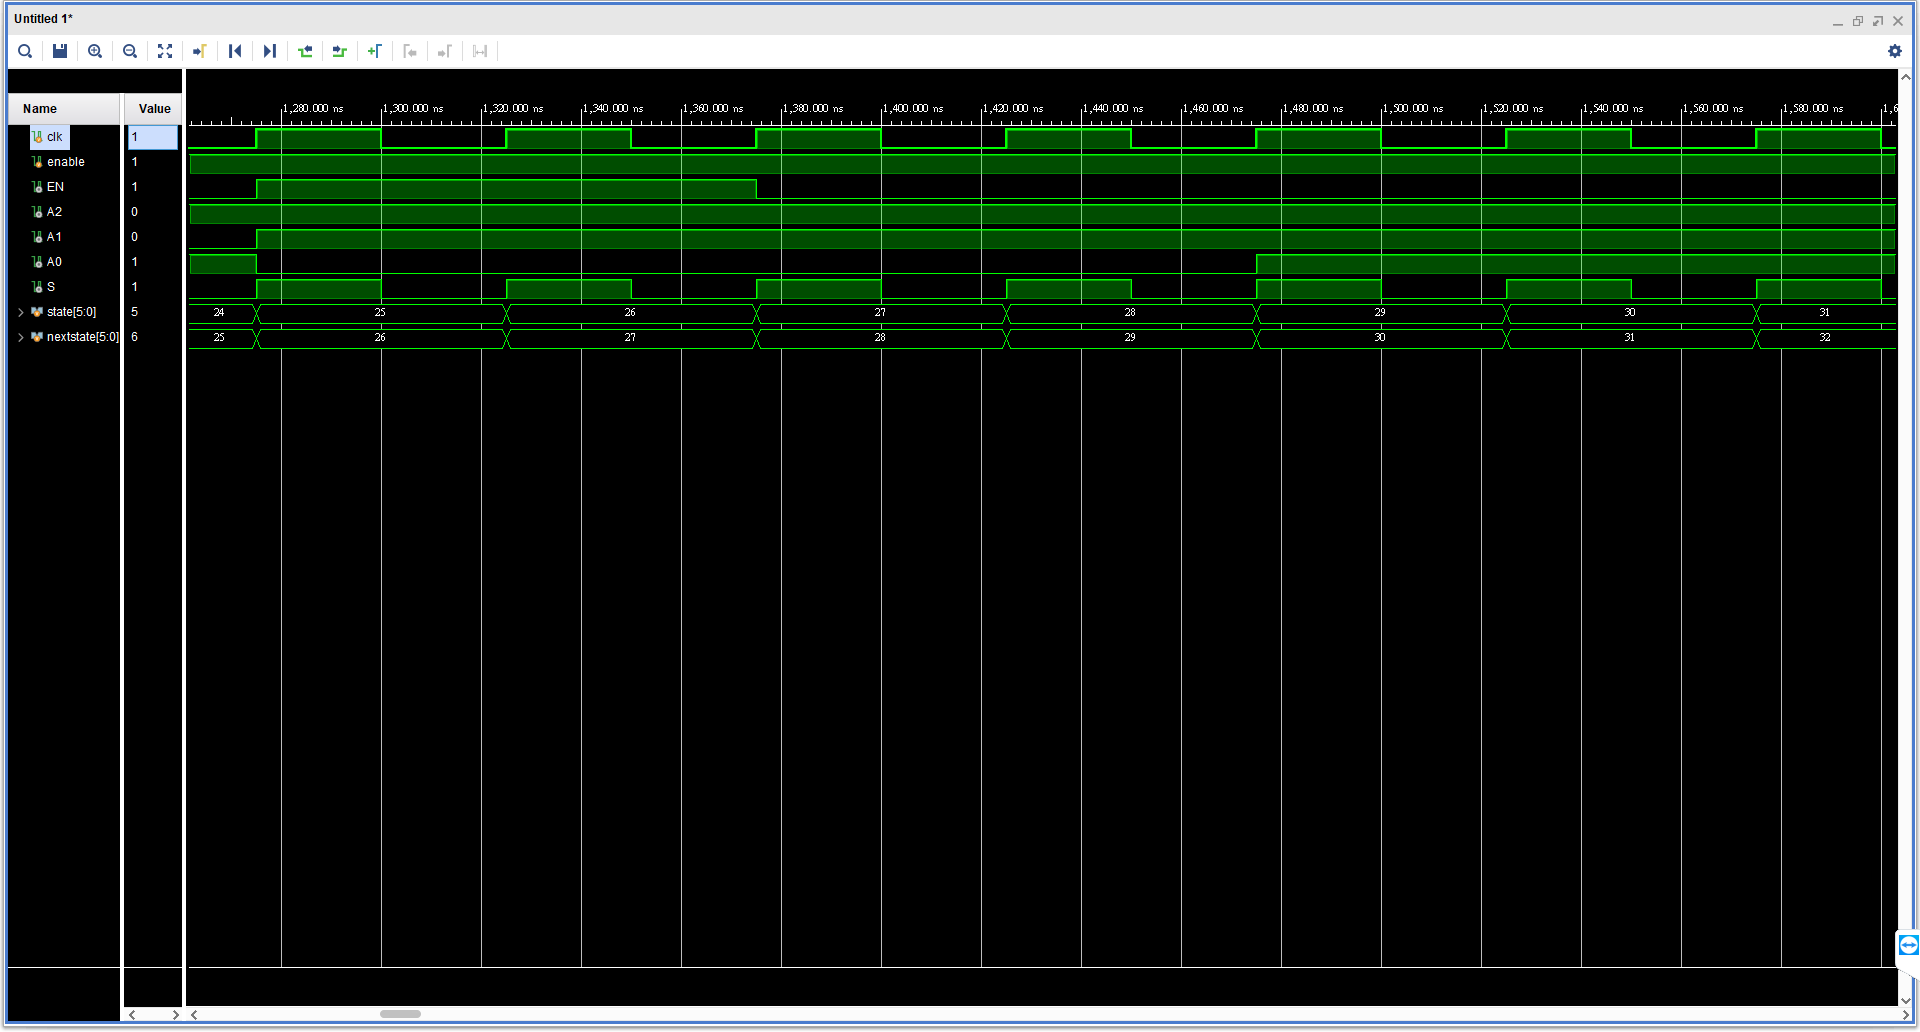 Untitled 1*
Name Value
1,280.000 ns 1,300.000 ns 1,320.000 ns 1,340.000 ns 1,360.000 ns 1,380.000 ns 1,400.000 ns 1,420.000 ns 1,440.000 ns 1,460.000 ns 1,480.000 ns 1,500.000 ns 1,520.000 ns 1,540.000 ns 1,560.000 ns 1,580.000 ns 1,6
clk 1
enable 1
EN 1
A2 0
A1 0
A0 1
S 1
state[5:0] 5 24 25 26 27 28 29 30 31
nextstate[5:0] 6 25 26 27 28 29 30 31 32